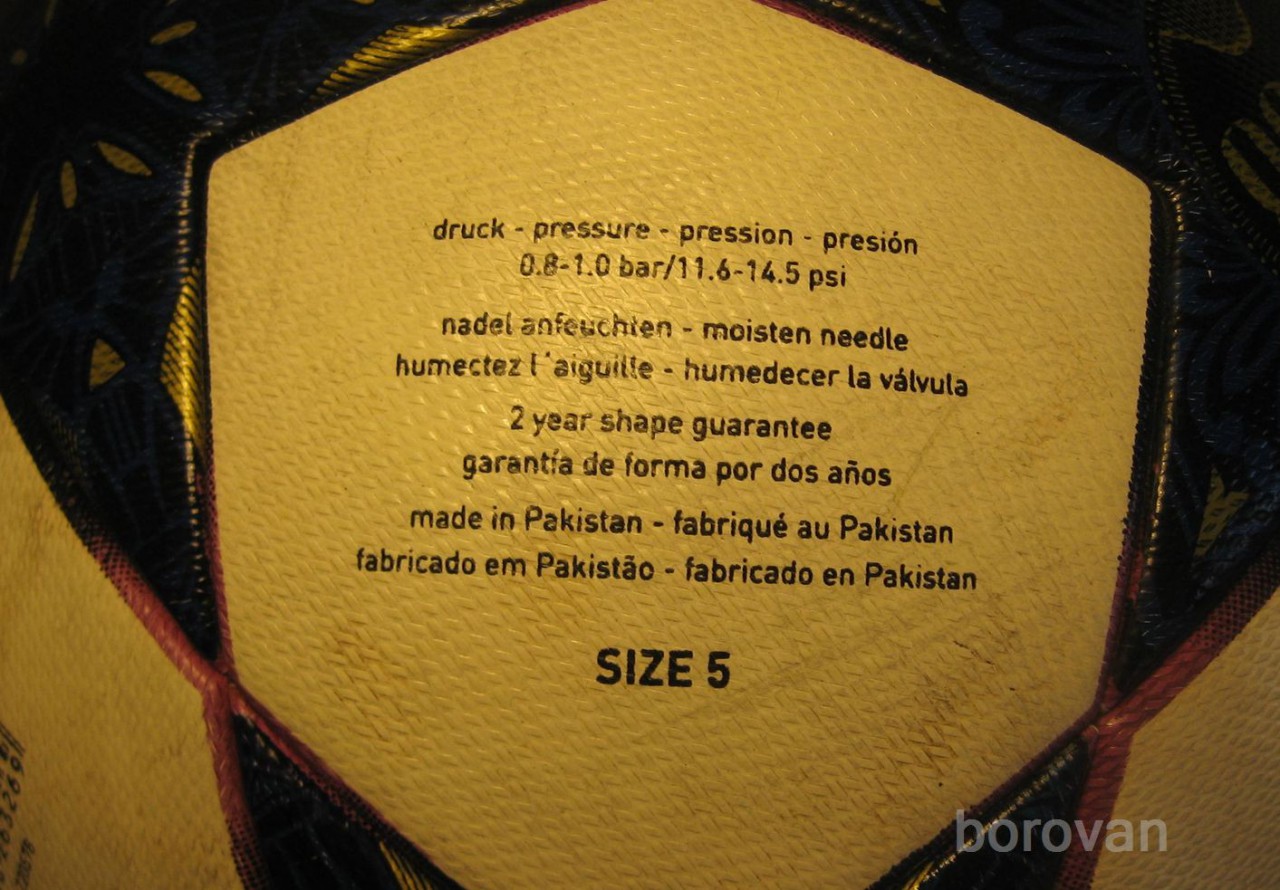 druck - pressure - pression - presión
0.8-1.0 bar/11.6-14.5 psi
nadel anfeuchten - moisten needle
humectez l´aiguille - humedecer la válvula
2 year shape guarantee
garantía de forma por dos años
made in Pakistan - fabriqué au Pakistan
fabricado em Pakistão - fabricado en Pakistan
SIZE 5
borovan